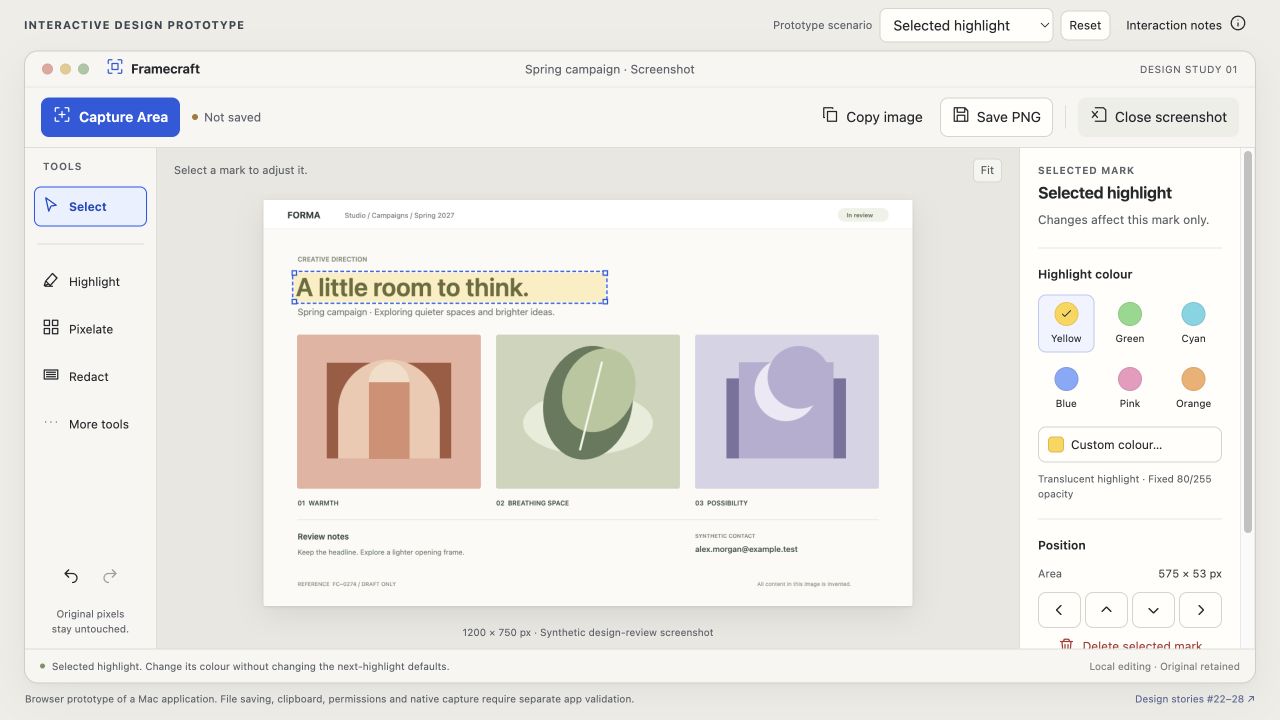 INTERACTIVE DESIGN PROTOTYPE
Prototype scenario
Selected highlight
Reset
Interaction notes
Framecraft
Spring campaign · Screenshot
DESIGN STUDY 01
Capture Area
Not saved
Copy image
Save PNG
Close screenshot
TOOLS
Select
Highlight
Pixelate
Redact
More tools
Original pixels
stay untouched.
Select a mark to adjust it.
Fit
FORMA
Studio / Campaigns / Spring 2027
In review
CREATIVE DIRECTION
A little room to think.
Spring campaign · Exploring quieter spaces and brighter ideas.
01 WARMTH
02 BREATHING SPACE
03 POSSIBILITY
Review notes
Keep the headline. Explore a lighter opening frame.
SYNTHETIC CONTACT
alex.morgan@example.test
REFERENCE FC–0274 / DRAFT ONLY
All content in this image is invented.
1200 × 750 px · Synthetic design-review screenshot
SELECTED MARK
Selected highlight
Changes affect this mark only.
Highlight colour
Yellow
Green
Cyan
Blue
Pink
Orange
Custom colour...
Translucent highlight · Fixed 80/255
opacity
Position
Area
575 × 53 px
Delete selected mark
Selected highlight. Change its colour without changing the next-highlight defaults.
Local editing · Original retained
Browser prototype of a Mac application. File saving, clipboard, permissions and native capture require separate app validation.
Design stories #22–28 ↗